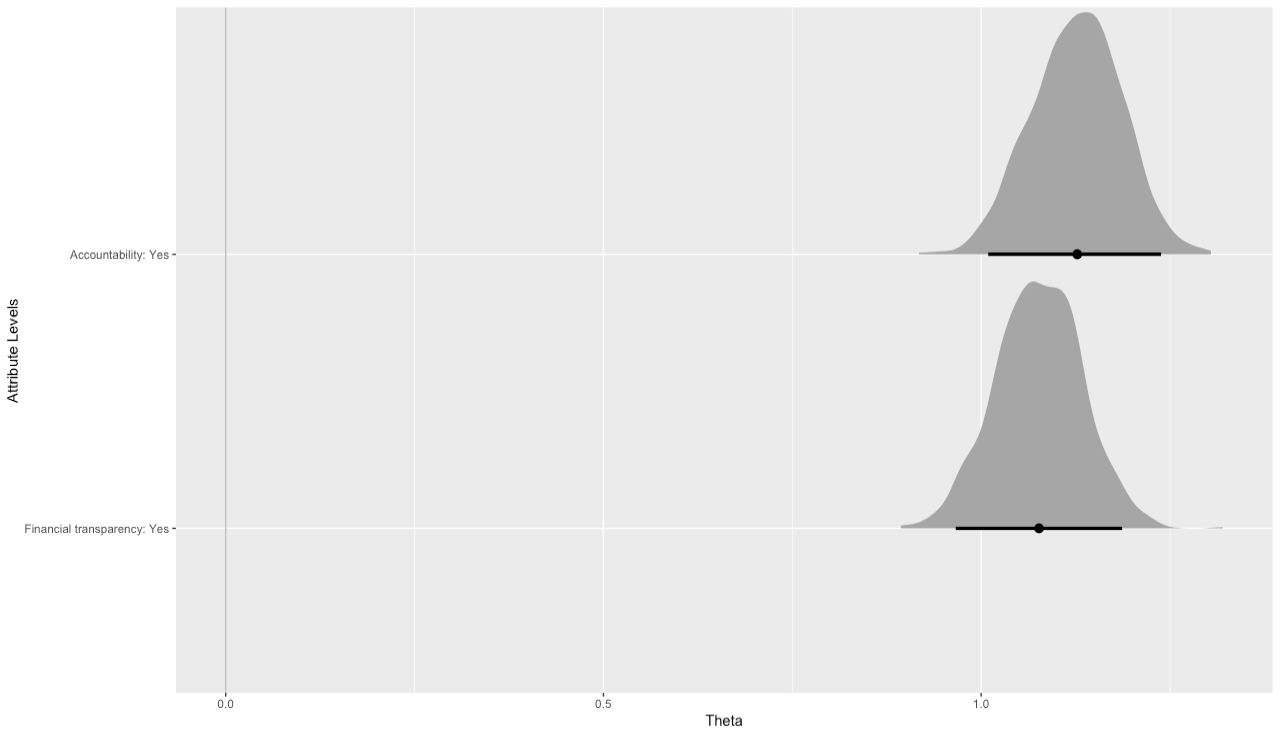 Attribute Levels
Accountability: Yes
Financial transparency: Yes
0.0 0.5 1.0
Theta